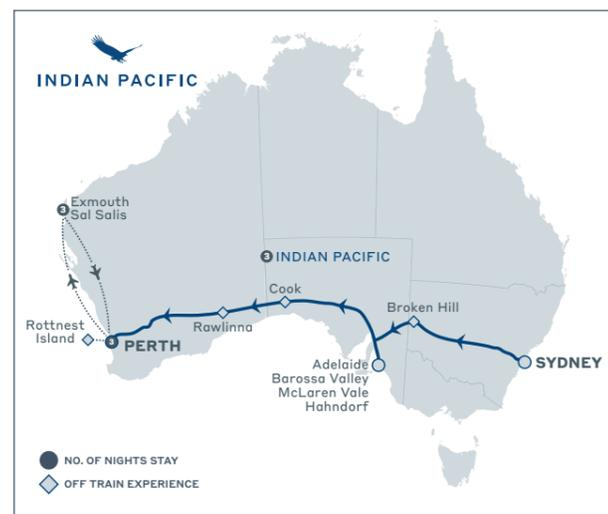 INDIAN PACIFIC
3 Exmouth
Sal Salis
3 INDIAN PACIFIC
Cook
Broken Hill
Rawlinna
Rottnest
Island
3 PERTH
SYDNEY
Adelaide
Barossa Valley
McLaren Vale
Hahndorf
NO. OF NIGHTS STAY
OFF TRAIN EXPERIENCE